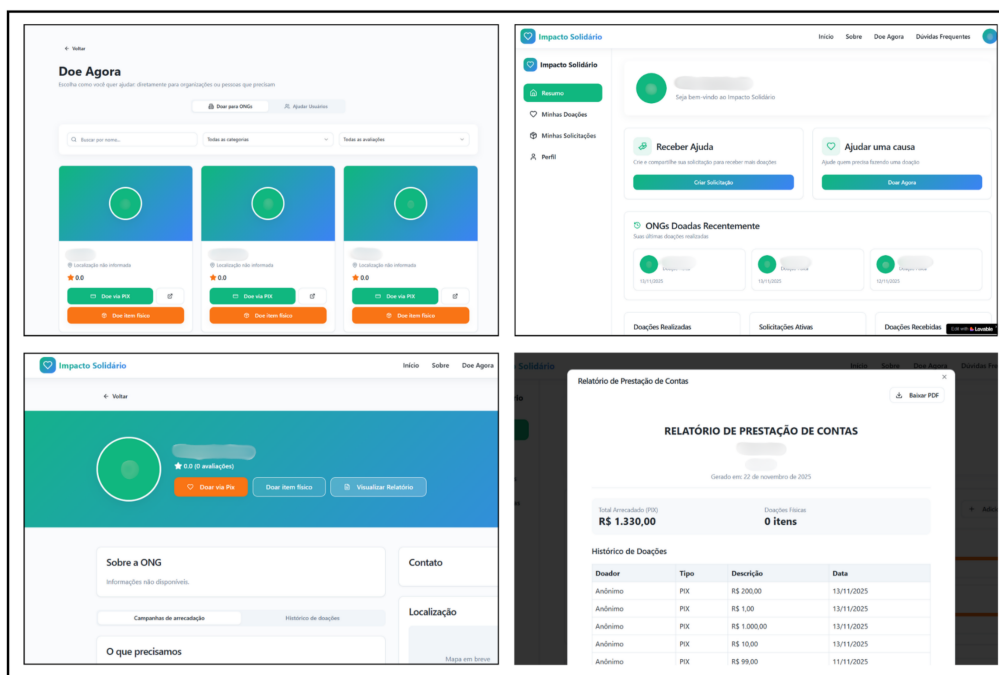 ← Voltar
Doe Agora
Escolha como você quer ajudar: diretamente para organizações ou pessoas que precisam
Doar para ONGs
Ajudar Usuários
Buscar por nome...
Todas as categorias
Todas as avaliações
Localização não informada
Localização não informada
Localização não informada
0.0
0.0
0.0
Doe via PIX
Doe via PIX
Doe via PIX
Doe item físico
Doe item físico
Doe item físico
Impacto Solidário
Início
Sobre
Doe Agora
Dúvidas Frequentes
Impacto Solidário
Resumo
Minhas Doações
Minhas Solicitações
Perfil
Seja bem-vindo ao Impacto Solidário
Receber Ajuda
Crie e compartilhe sua solicitação para receber mais doações
Criar Solicitação
Ajudar uma causa
Ajude quem precisa fazendo uma doação
Doar Agora
ONGs Doadas Recentemente
Suas últimas doações realizadas
13/11/2025
13/11/2025
12/11/2025
Doações Realizadas
Solicitações Ativas
Doações Recebidas
Edit with Lovable
Impacto Solidário
Início
Sobre
Doe Agora
← Voltar
0.0 (0 avaliações)
Doar via Pix
Doar item físico
Visualizar Relatório
Sobre a ONG
Informações não disponíveis.
Contato
Campanhas de arrecadação
Histórico de doações
Localização
O que precisamos
Mapa em breve
Solidário
Início
Sobre
Doe Agora
Dúvidas Fre
Relatório de Prestação de Contas
×
Baixar PDF
RELATÓRIO DE PRESTAÇÃO DE CONTAS
Gerado em: 22 de novembro de 2025
Total Arrecadado (PIX)
Doações Físicas
R$ 1.330,00
0 itens
+ Adici
Histórico de Doações
Doador Tipo Descrição Data
Anônimo PIX R$ 200,00 13/11/2025
Anônimo PIX R$ 1,00 13/11/2025
Anônimo PIX R$ 1.000,00 13/11/2025
Anônimo PIX R$ 10,00 13/11/2025
Anônimo PIX R$ 99,00 11/11/2025